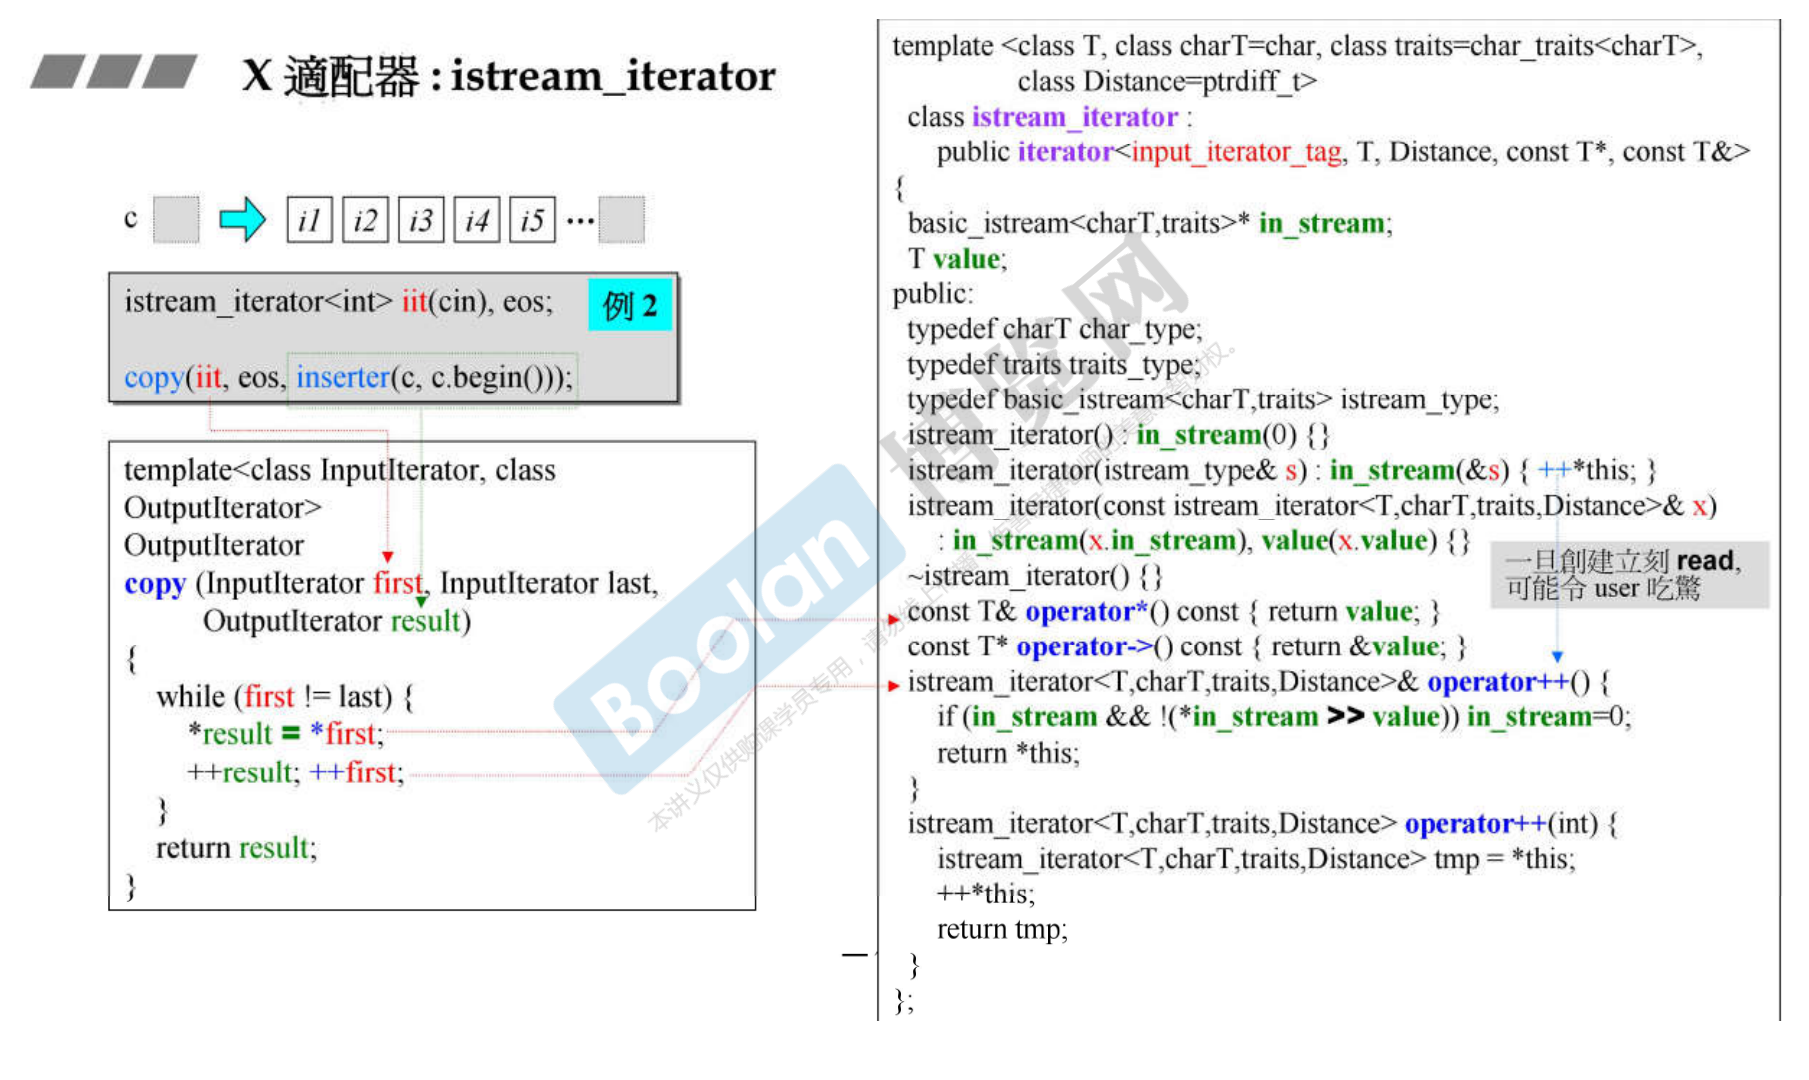 X 適配器 : istream_iterator
c i1 i2 i3 i4 i5 ...
istream_iterator<int> iit(cin), eos;
例 2
copy(iit, eos, inserter(c, c.begin()));
template<class InputIterator, class
OutputIterator>
OutputIterator
copy (InputIterator first, InputIterator last,
OutputIterator result)
{
while (first != last) {
*result = *first;
++result; ++first;
}
return result;
}
template <class T, class charT=char, class traits=char_traits<charT>,
class Distance=ptrdiff_t>
class istream_iterator :
public iterator<input_iterator_tag, T, Distance, const T*, const T&>
{
basic_istream<charT,traits>* in_stream;
T value;
public:
typedef charT char_type;
typedef traits traits_type;
typedef basic_istream<charT,traits> istream_type;
istream_iterator() : in_stream(0) {}
istream_iterator(istream_type& s) : in_stream(&s) { ++*this; }
istream_iterator(const istream_iterator<T,charT,traits,Distance>& x)
: in_stream(x.in_stream), value(x.value) {}
~istream_iterator() {}
一旦創建立刻 read,
可能令 user 吃驚
const T& operator*() const { return value; }
const T* operator->() const { return &value; }
istream_iterator<T,charT,traits,Distance>& operator++() {
if (in_stream && !(*in_stream >> value)) in_stream=0;
return *this;
}
istream_iterator<T,charT,traits,Distance> operator++(int) {
istream_iterator<T,charT,traits,Distance> tmp = *this;
++*this;
return tmp;
}
};
Boolan 博览网
本讲义仅供购课学员专用，请勿线上